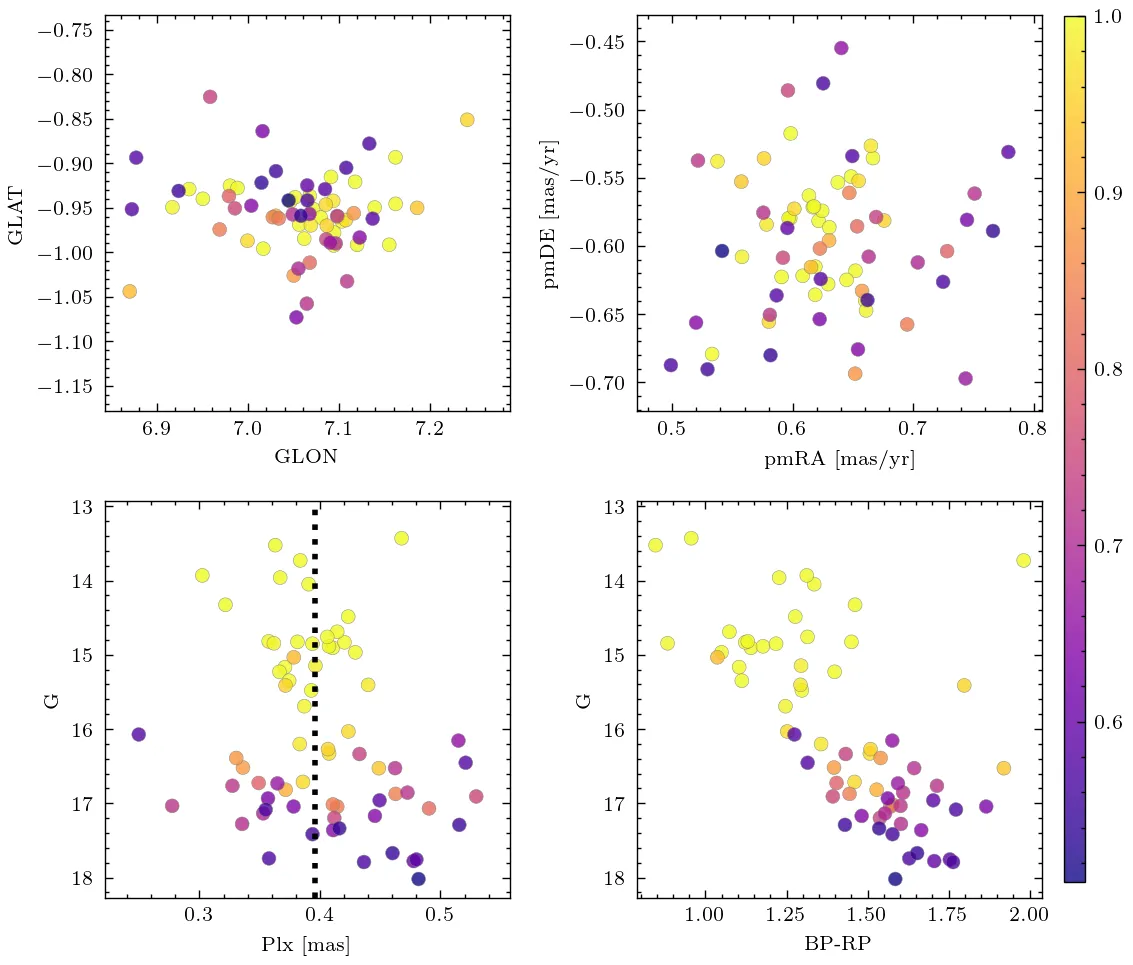 −0.75
−0.80
−0.85
−0.90
−0.95
−1.00
−1.05
−1.10
−1.15
GLAT
6.9 7.0 7.1 7.2
GLON
−0.45
−0.50
−0.55
−0.60
−0.65
−0.70
pmDE [mas/yr]
0.5 0.6 0.7 0.8
pmRA [mas/yr]
13
14
15
16
17
18
G
0.3 0.4 0.5
Plx [mas]
13
14
15
16
17
18
G
1.00 1.25 1.50 1.75 2.00
BP-RP
1.0
0.9
0.8
0.7
0.6